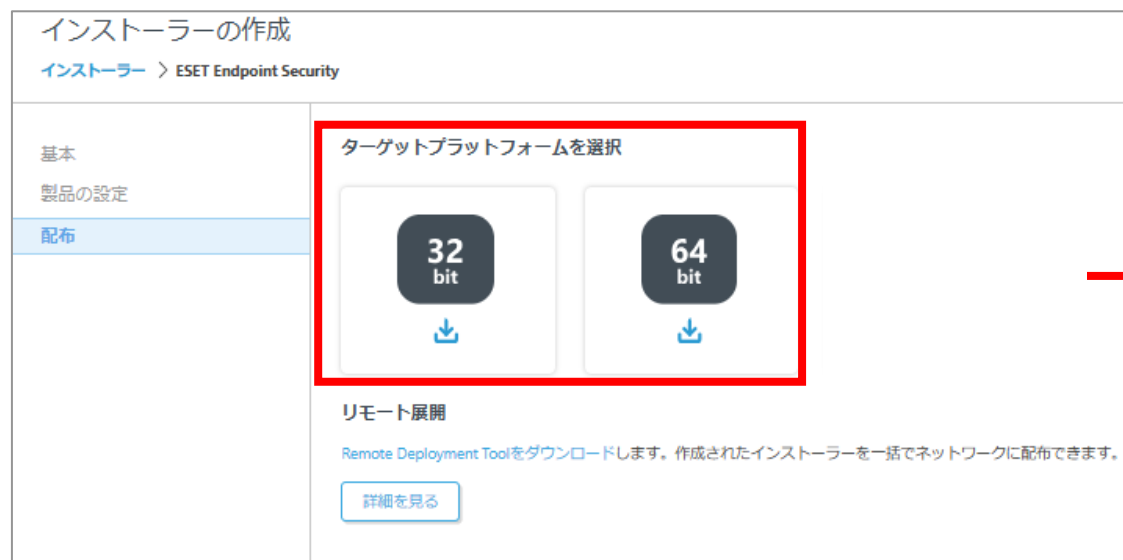 インストーラーの作成
インストーラー > ESET Endpoint Security
基本
製品の設定
配布
ターゲットプラットフォームを選択
32
bit
64
bit
リモート展開
Remote Deployment Toolをダウンロードします。作成されたインストーラーを一括でネットワークに配布できます。
詳細を見る